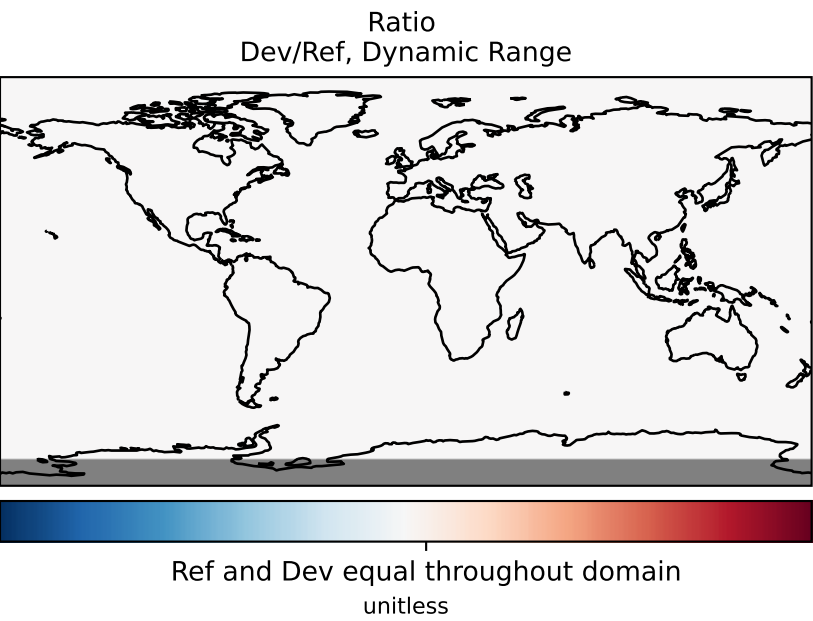 Ratio
Dev/Ref, Dynamic Range
Ref and Dev equal throughout domain
unitless